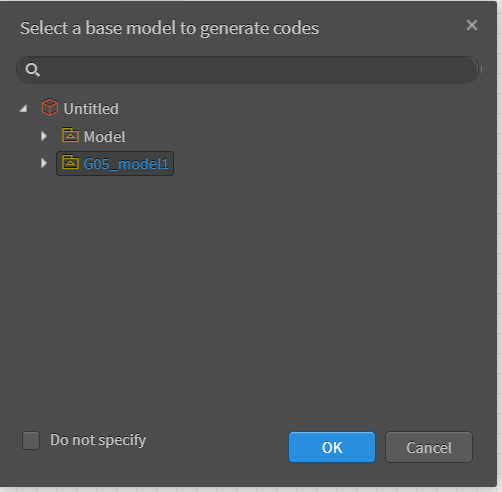 Select a base model to generate codes
Untitled
Model
G05_model1
Do not specify
OK
Cancel